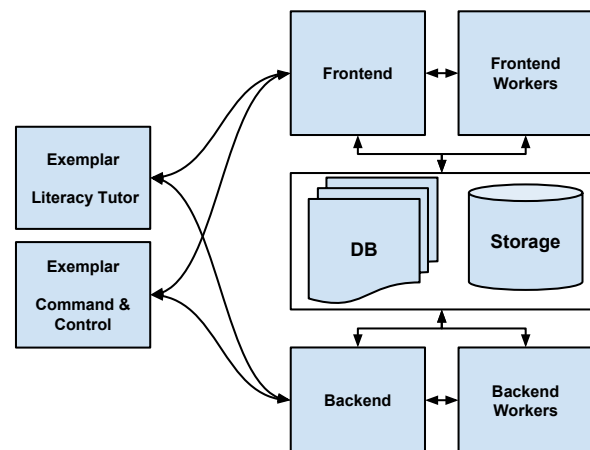 Frontend
Frontend
Workers
Exemplar
Literacy Tutor
Exemplar
Command &
Control
DB
Storage
Backend
Backend
Workers